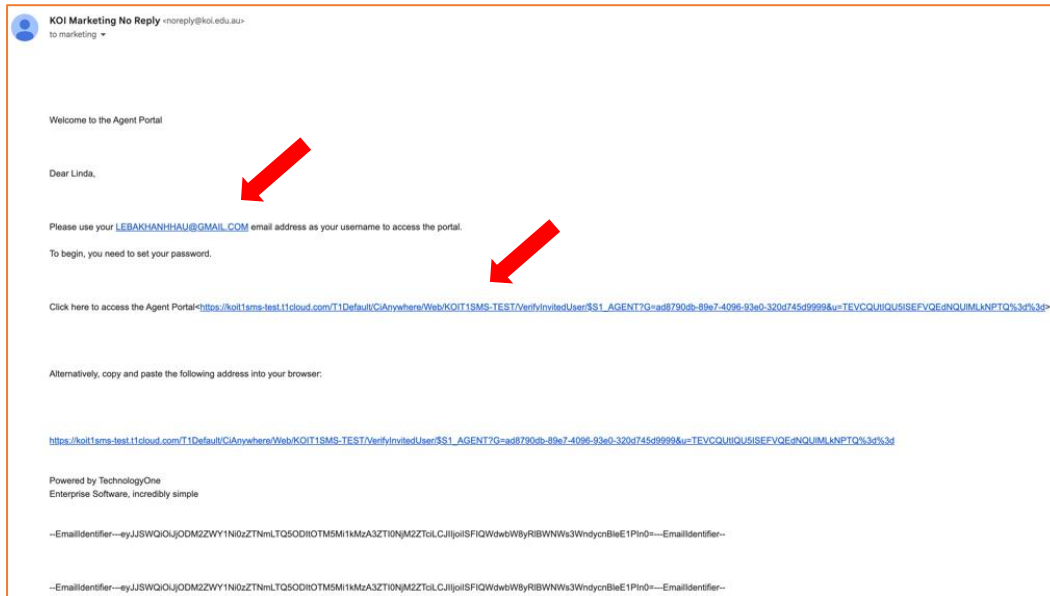 KOI Marketing No Reply <noreply@koi.edu.au>
to marketing
Welcome to the Agent Portal
Dear Linda,
Please use your LEBAKHANHHAU@GMAIL.COM email address as your username to access the portal.
To begin, you need to set your password.
Click here to access the Agent Portal<https://koit1sms-test.t1cloud.com/T1Default/CiAnywhere/Web/KOIT1SMS-TEST/VerifyInvitedUser/$S1_AGENT?G=ad8790db-89e7-4096-93e0-320d745d9999&u=TEVCQUtIQU5ISEFVQEdNQUlMLkNPTQ%3d%3d>
Alternatively, copy and paste the following address into your browser:
https://koit1sms-test.t1cloud.com/T1Default/CiAnywhere/Web/KOIT1SMS-TEST/VerifyInvitedUser/$S1_AGENT?G=ad8790db-89e7-4096-93e0-320d745d9999&u=TEVCQUtIQU5ISEFVQEdNQUlMLkNPTQ%3d%3d
Powered by TechnologyOne
Enterprise Software, incredibly simple